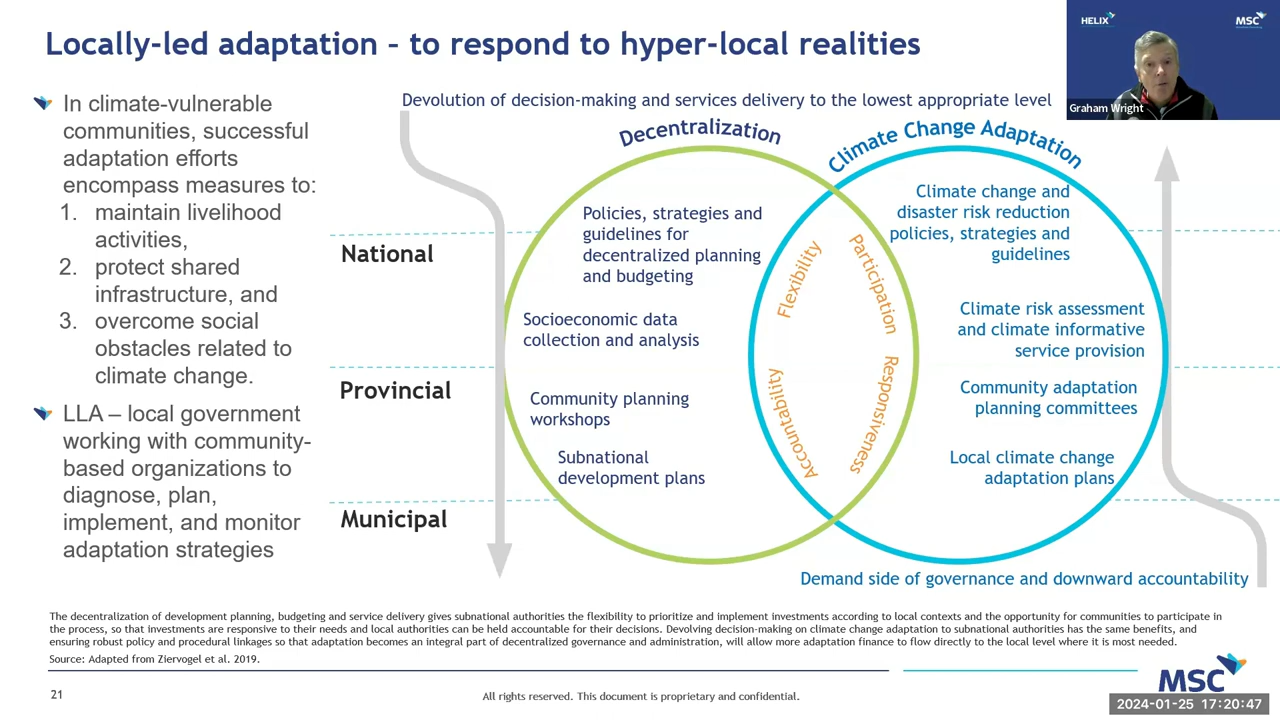 Locally-led adaptation – to respond to hyper-local realities
HELIX
MSC
Graham Wright
In climate-vulnerable
communities, successful
adaptation efforts
encompass measures to:
1. maintain livelihood
activities,
2. protect shared
infrastructure, and
3. overcome social
obstacles related to
climate change.
LLA – local government
working with community-
based organizations to
diagnose, plan,
implement, and monitor
adaptation strategies
Devolution of decision-making and services delivery to the lowest appropriate level
Decentralization
Climate Change Adaptation
National
Provincial
Municipal
Policies, strategies and
guidelines for
decentralized planning
and budgeting
Socioeconomic data
collection and analysis
Community planning
workshops
Subnational
development plans
Flexibility
Participation
Accountability
Responsiveness
Climate change and
disaster risk reduction
policies, strategies and
guidelines
Climate risk assessment
and climate informative
service provision
Community adaptation
planning committees
Local climate change
adaptation plans
Demand side of governance and downward accountability
The decentralization of development planning, budgeting and service delivery gives subnational authorities the flexibility to prioritize and implement investments according to local contexts and the opportunity for communities to participate in
the process, so that investments are responsive to their needs and local authorities can be held accountable for their decisions. Devolving decision-making on climate change adaptation to subnational authorities has the same benefits, and
ensuring robust policy and procedural linkages so that adaptation becomes an integral part of decentralized governance and administration, will allow more adaptation finance to flow directly to the local level where it is most needed.
Source: Adapted from Ziervogel et al. 2019.
21
All rights reserved. This document is proprietary and confidential.
MSC
2024-01-25 17:20:47